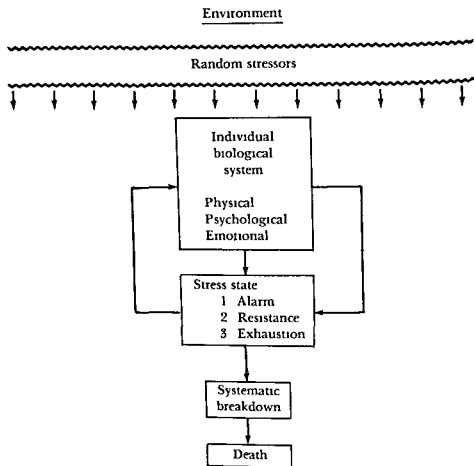 Environment
Random stressors
Individual
biological
system
Physical
Psychological
Emotional
Stress state
1 Alarm
2 Resistance
3 Exhaustion
Systematic
breakdown
Death